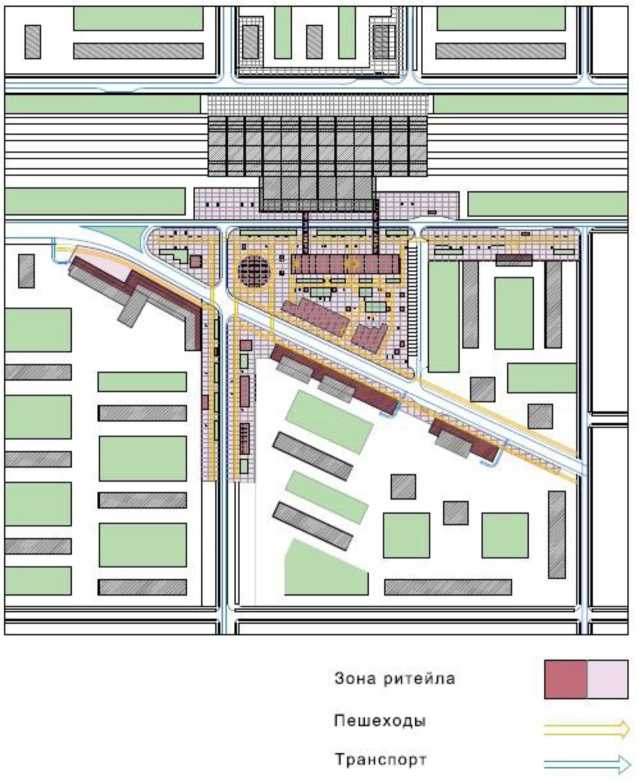 Зона ритейла
Пешеходы
Транспорт